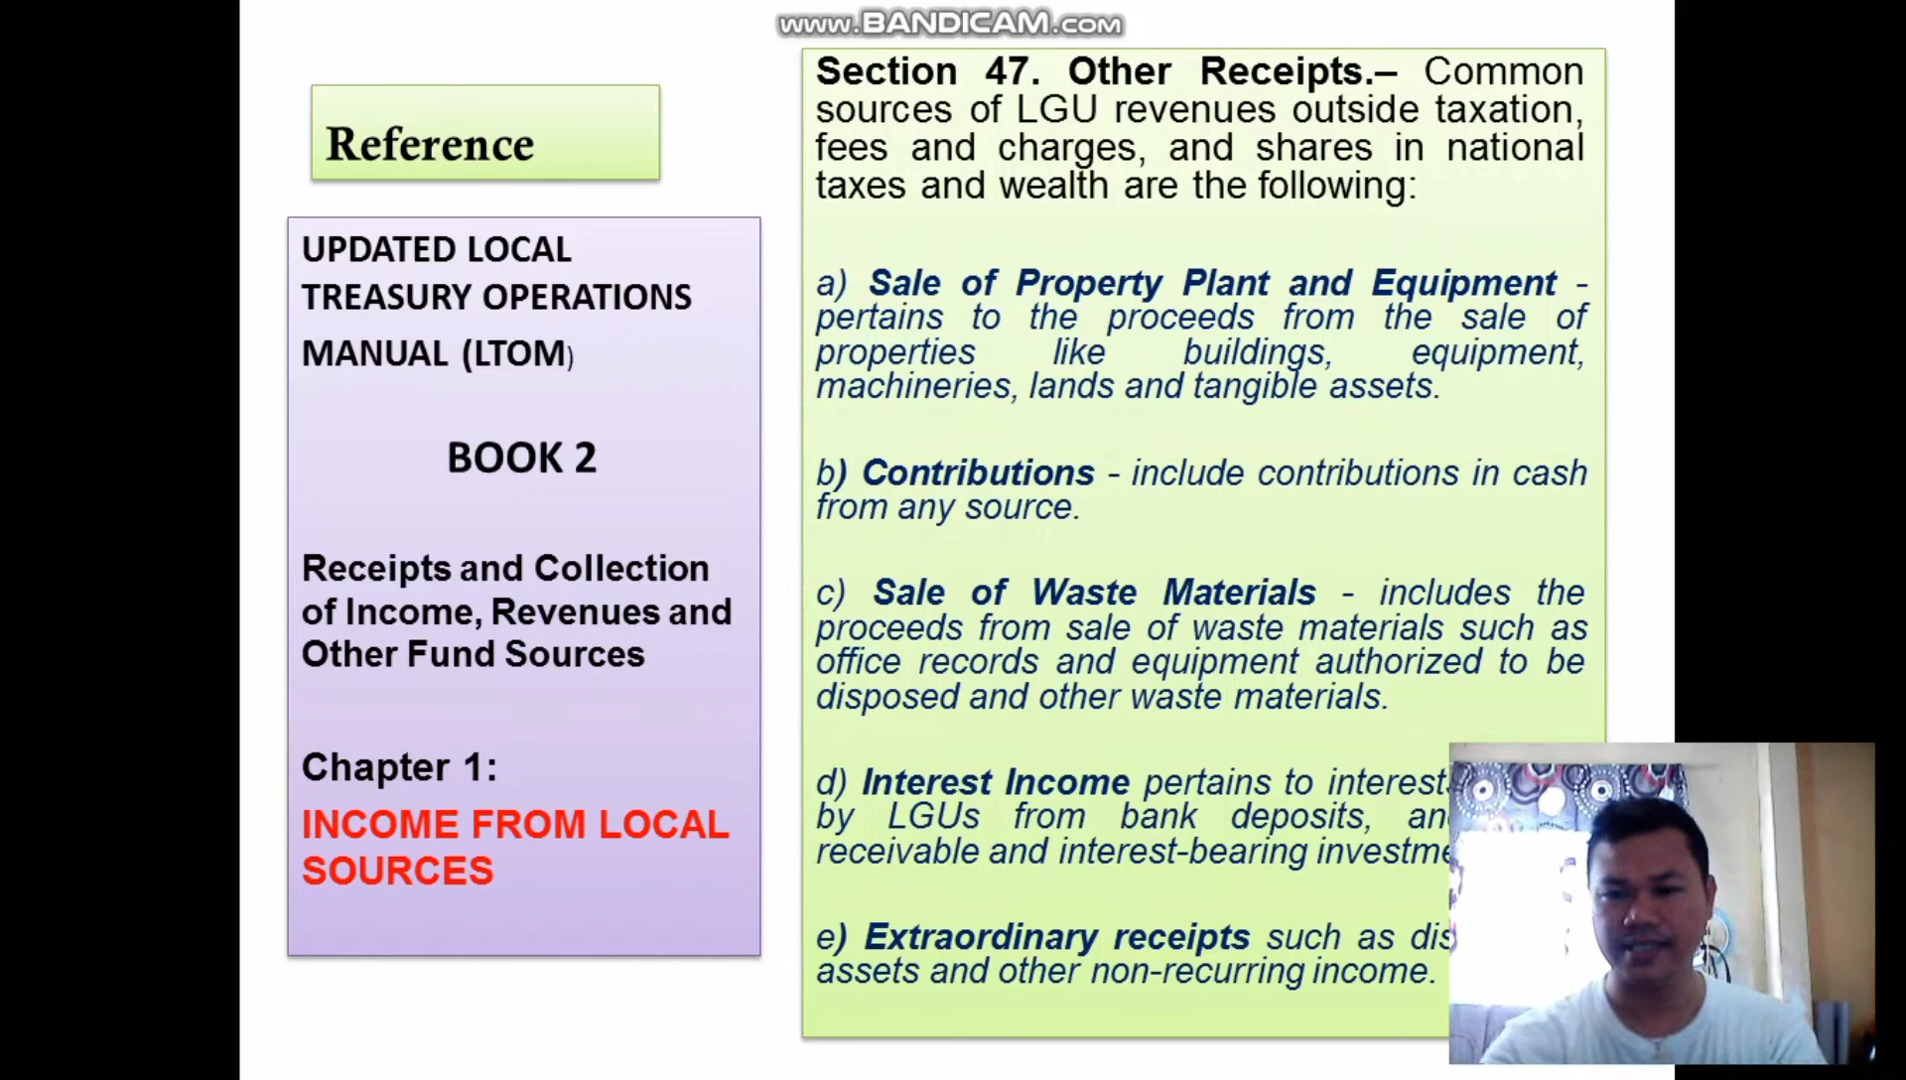 www.BANDICAM.com
Reference
UPDATED LOCAL
TREASURY OPERATIONS
MANUAL (LTOM)
BOOK 2
Receipts and Collection
of Income, Revenues and
Other Fund Sources
Chapter 1:
INCOME FROM LOCAL
SOURCES
Section 47. Other Receipts.– Common
sources of LGU revenues outside taxation,
fees and charges, and shares in national
taxes and wealth are the following:
a) Sale of Property Plant and Equipment -
pertains to the proceeds from the sale of
properties like buildings, equipment,
machineries, lands and tangible assets.
b) Contributions - include contributions in cash
from any source.
c) Sale of Waste Materials - includes the
proceeds from sale of waste materials such as
office records and equipment authorized to be
disposed and other waste materials.
d) Interest Income pertains to interests
by LGUs from bank deposits,
receivable and interest-bearing
e) Extraordinary receipts such as
assets and other non-recurring income.